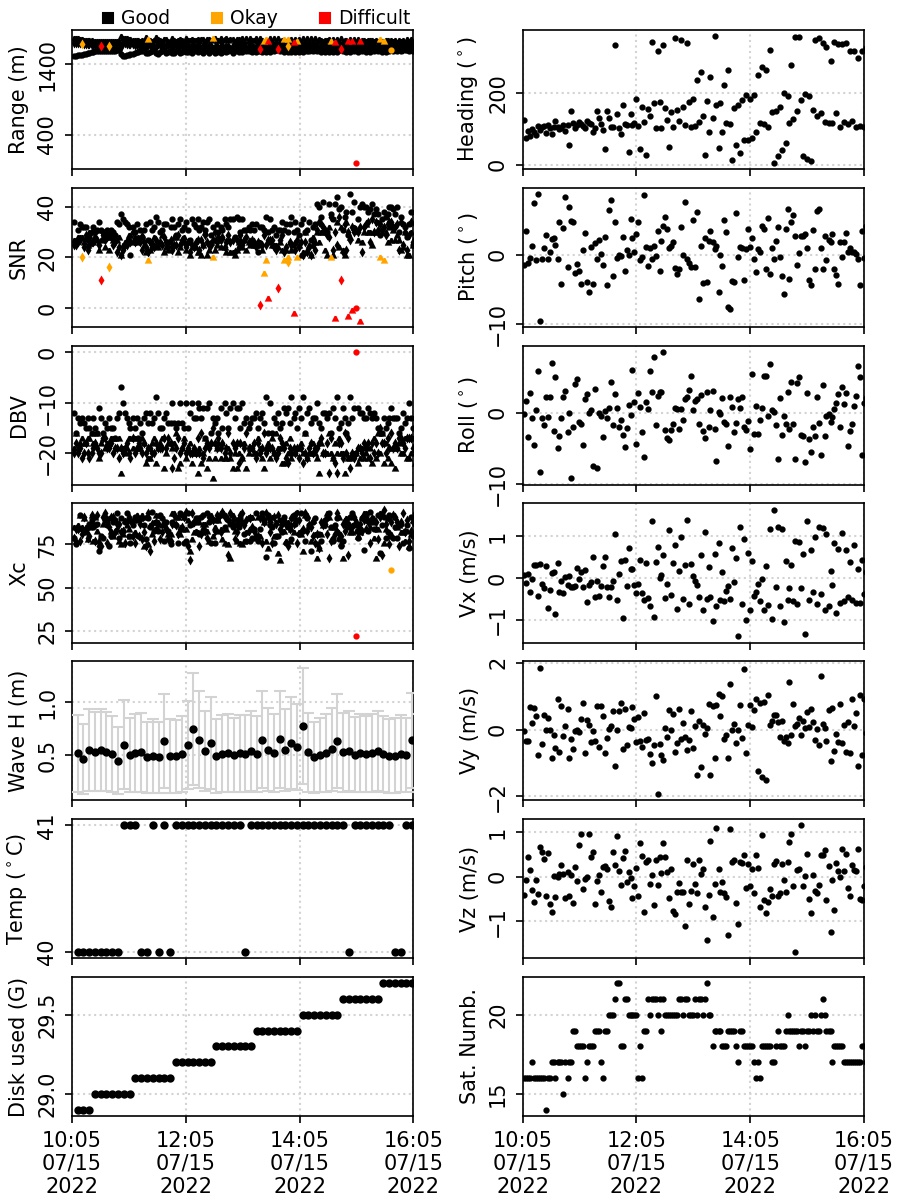 Good Okay Difficult
Range (m)
1400
400
Heading (°)
200
0
SNR
40
20
0
Pitch (°)
0
−10
DBV
0
−10
−20
Roll (°)
0
−10
Xc
75
50
25
Vx (m/s)
1
0
−1
Wave H (m)
1.0
0.5
Vy (m/s)
2
0
−2
Temp (°C)
41
40
Vz (m/s)
1
0
−1
Disk used (G)
29.5
29.0
Sat. Numb.
20
15
10:05 12:05 14:05 16:05 10:05 12:05 14:05 16:05
07/15 07/15 07/15 07/15 07/15 07/15 07/15 07/15
2022 2022 2022 2022 2022 2022 2022 2022